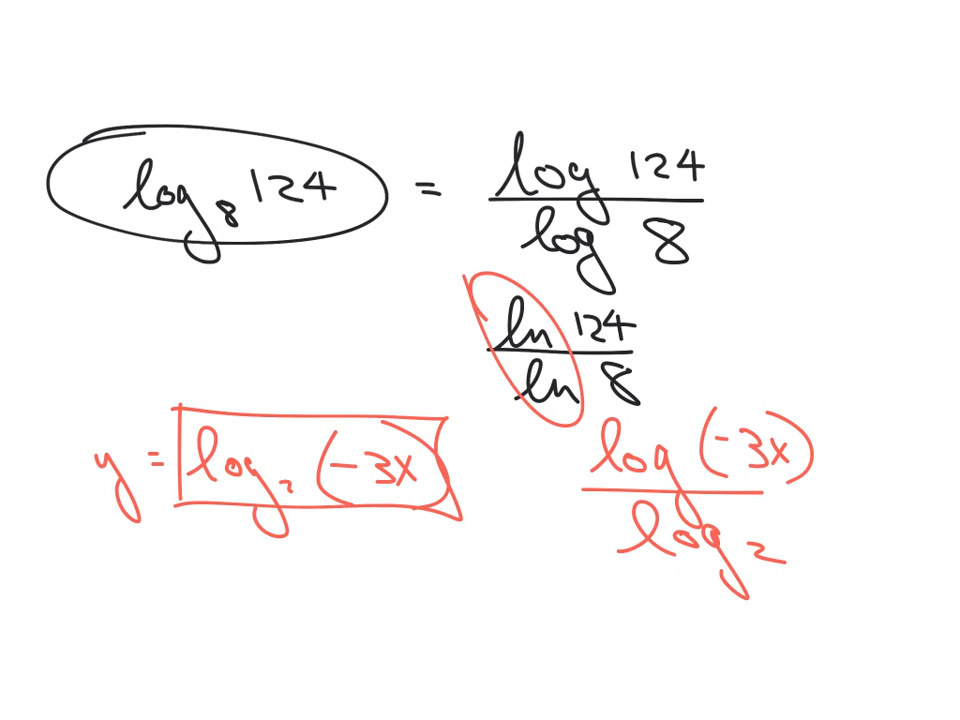 log₈ 124 = log 124 / log 8
ln 124 / ln 8
y = log₂ (-3x)
log (-3x) / log 2